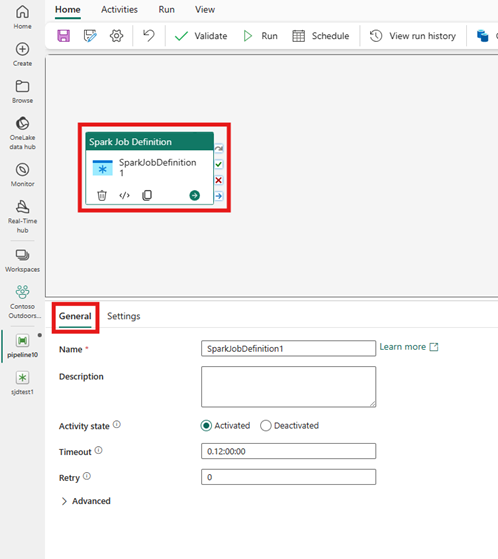 Home Activities Run View
Validate Run Schedule View run history
Home
Create
Browse
OneLake
data hub
Monitor
Real-Time
hub
Workspaces
Contoso
Outdoors...
pipeline10
sjdtest1
Spark Job Definition
SparkJobDefinition
1
General Settings
Name * SparkJobDefinition1 Learn more
Description
Activity state Activated Deactivated
Timeout 0.12:00:00
Retry 0
Advanced